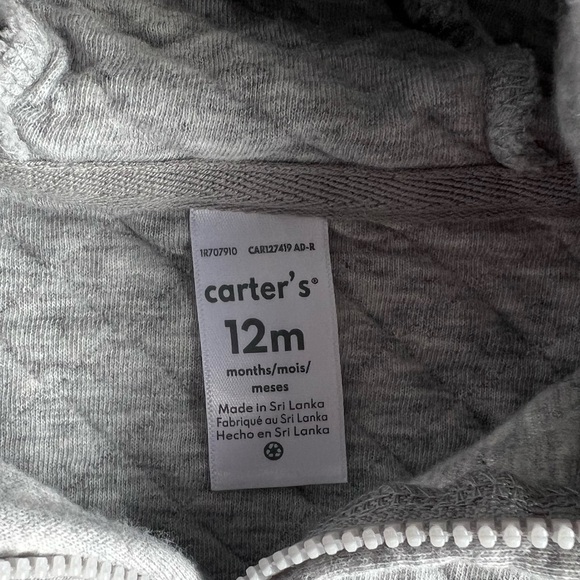 1R707910 CAR127419 AD-R
carter's®
12m
months/mois/
meses
Made in Sri Lanka
Fabriqué au Sri Lanka
Hecho en Sri Lanka